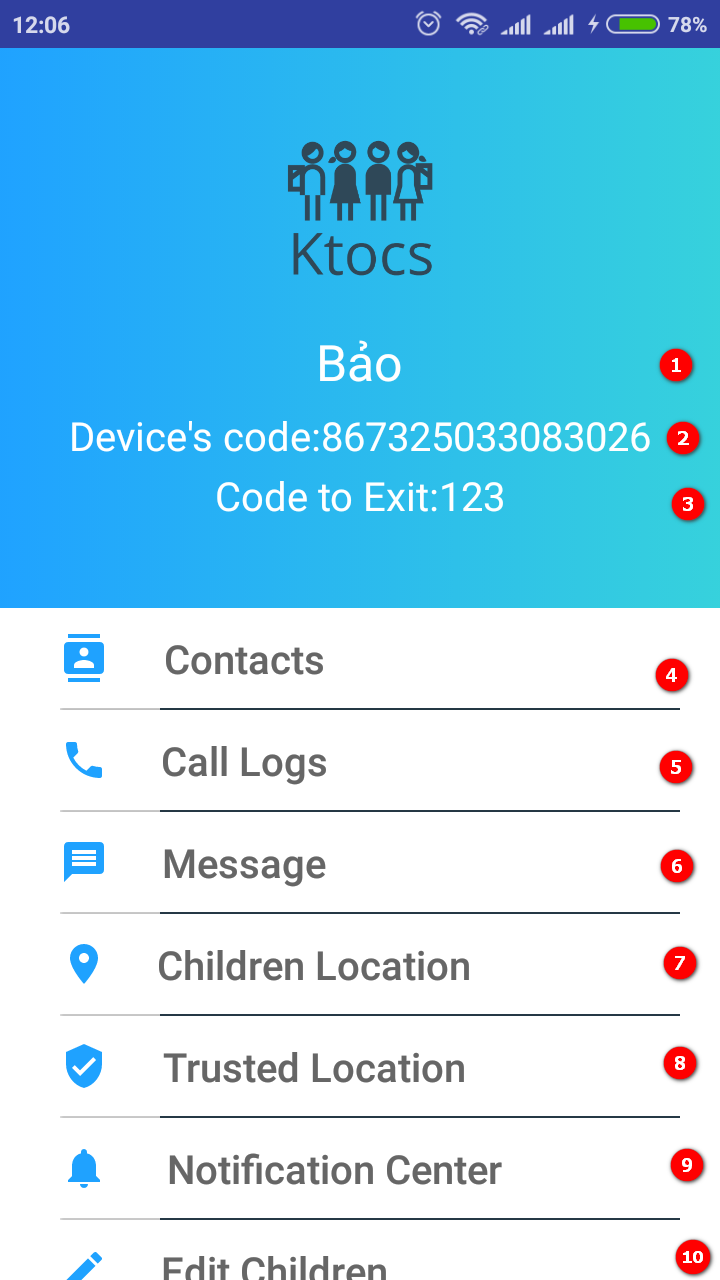 12:06 78%
Ktocs
Bảo 1
Device's code:867325033083026 2
Code to Exit:123 3
Contacts 4
Call Logs 5
Message 6
Children Location 7
Trusted Location 8
Notification Center 9
Edit Children 10